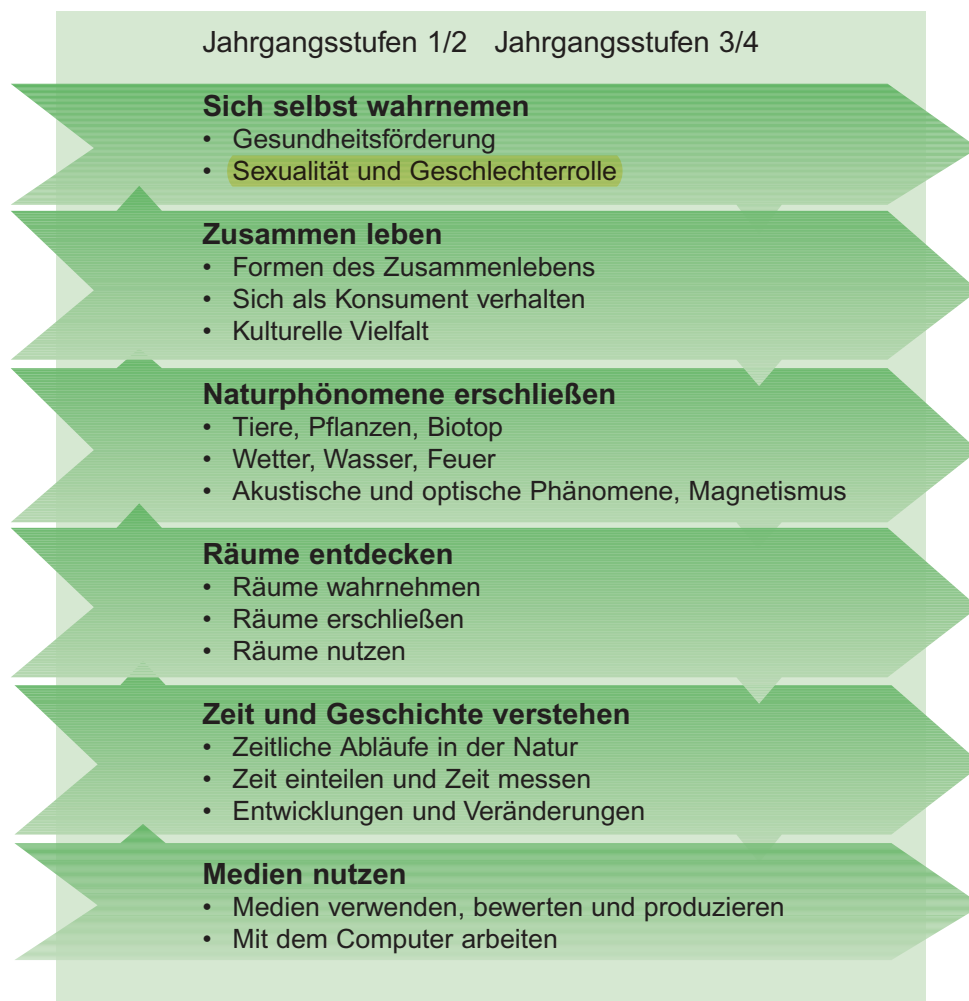 Jahrgangsstufen 1/2 Jahrgangsstufen 3/4
Sich selbst wahrnemen
• Gesundheitsförderung
• Sexualität und Geschlechterrolle
Zusammen leben
• Formen des Zusammenlebens
• Sich als Konsument verhalten
• Kulturelle Vielfalt
Naturphönomene erschließen
• Tiere, Pflanzen, Biotop
• Wetter, Wasser, Feuer
• Akustische und optische Phänomene, Magnetismus
Räume entdecken
• Räume wahrnehmen
• Räume erschließen
• Räume nutzen
Zeit und Geschichte verstehen
• Zeitliche Abläufe in der Natur
• Zeit einteilen und Zeit messen
• Entwicklungen und Veränderungen
Medien nutzen
• Medien verwenden, bewerten und produzieren
• Mit dem Computer arbeiten